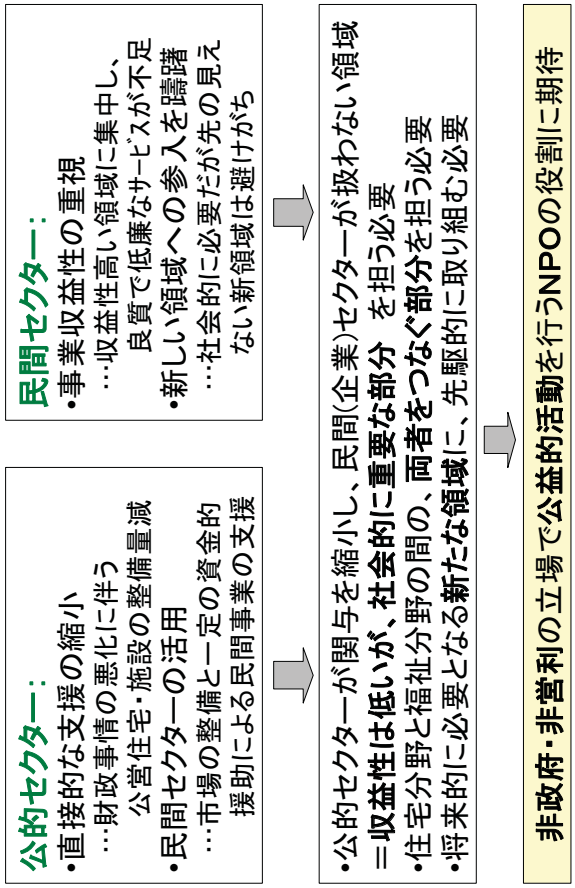 公的セクター：
•直接的な支援の縮小
…財政事情の悪化に伴う
公営住宅・施設の整備量減
•民間セクターの活用
…市場の整備と一定の資金的
援助による民間事業の支援
民間セクター：
•事業収益性の重視
…収益性高い領域に集中し、
良質で低廉なサービスが不足
•新しい領域への参入を躊躇
…社会的に必要だが先の見え
ない新領域は避けがち
•公的セクターが関与を縮小し、民間(企業)セクターが扱わない領域
＝収益性は低いが、社会的に重要な部分 を担う必要
•住宅分野と福祉分野の間の、両者をつなぐ部分を担う必要
•将来的に必要となる新たな領域に、先駆的に取り組む必要
非政府・非営利の立場で公益的活動を行うNPOの役割に期待